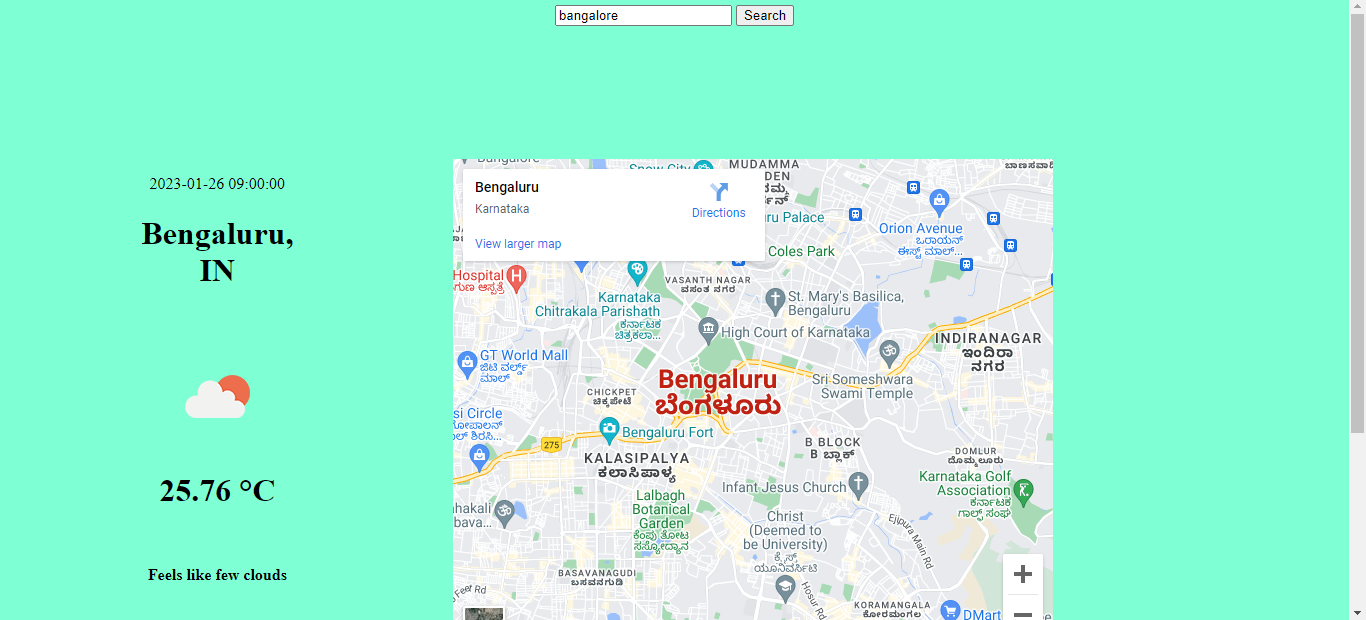 bangalore
Search
2023-01-26 09:00:00
Bengaluru,
IN
25.76 °C
Feels like few clouds
Bangalore
Snow City
MUDAMMA
Bengaluru
Karnataka
Directions
View larger map
Palace
Coles Park
Orion Avenue
ಒರಾಯನ್
ಈಸ್ಟ್ ಮಾಲ್...
Hospital
VASANTH NAGAR
ವಸಂತ ನಗರ
Karnataka
Chitrakala Parishath
ಕರ್ನಾಟಕ
ಚಿತ್ರಕಲಾ...
St. Mary's Basilica,
Bengaluru
High Court of Karnataka
INDIRANAGAR
ಇಂದಿರಾ
ನಗರ
GT World Mall
ಜಿಟಿ ವರ್ಲ್ಡ್
ಮಾಲ್
Bengaluru
ಬೆಂಗಳೂರು
Sri Someshwara
Swami Temple
CHICKPET
ಚಿಕ್ಕಪೇಟೆ
si Circle
Bengaluru Fort
275
B BLOCK
B ಬ್ಲಾಕ್
KALASIPALYA
ಕಲಾಸಿಪಾಳ್ಯ
DOMLUR
ದೊಮ್ಮಲೂರು
Karnataka Golf
Association
ಕರ್ನಾಟಕ
ಗಾಲ್ಫ್ ಸಂಘ
Infant Jesus Church
Lalbagh
Botanical
Garden
ಕೆಂಪು ತೋಟ
ಸಸ್ಯೋದ್ಯಾನ
Christ
(Deemed to
be University)
ಕ್ರೈಸ್ಟ್
ಯೂನಿವರ್ಸಿಟಿ
Ejipura Main Rd
BASAVANAGUDI
ಬಸವನಗುಡಿ
Hosur Rd
KORAMANGALA
ಕೋರಮಂಗಲ
DMart